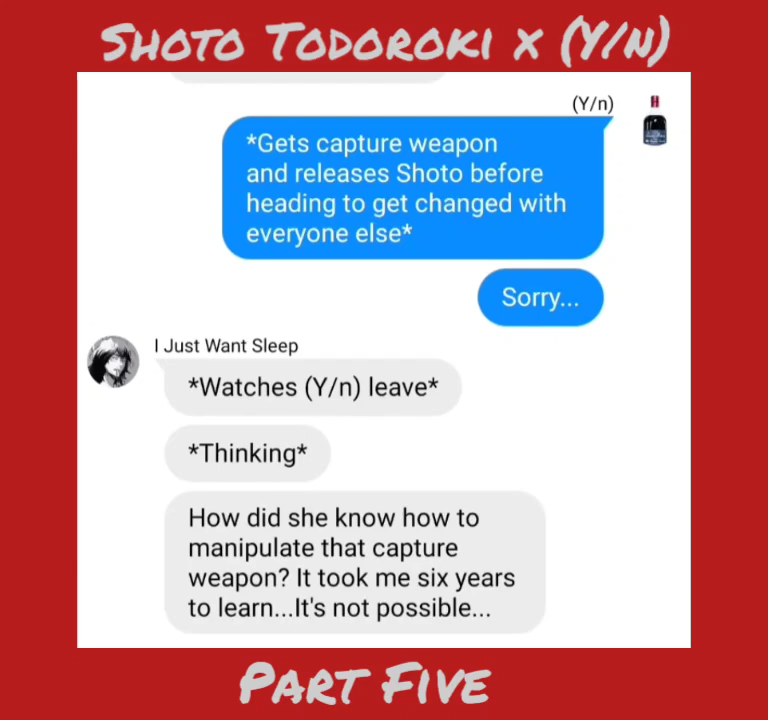 Shoto Todoroki x (Y/N)
(Y/n)
*Gets capture weapon
and releases Shoto before
heading to get changed with
everyone else*
Sorry...
I Just Want Sleep
*Watches (Y/n) leave*
*Thinking*
How did she know how to
manipulate that capture
weapon? It took me six years
to learn...It's not possible...
Part Five